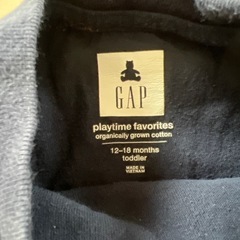 GAP
playtime favorites
organically grown cotton
12-18 months
toddler
MADE IN
VIETNAM